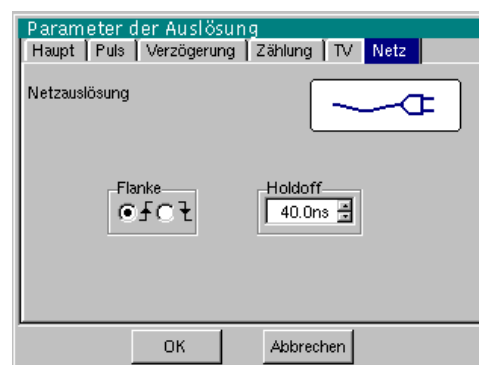 Parameter der Auslösung
Haupt Puls Verzögerung Zählung TV Netz
Netzauslösung
Flanke Holdoff
40.0ns
OK Abbrechen